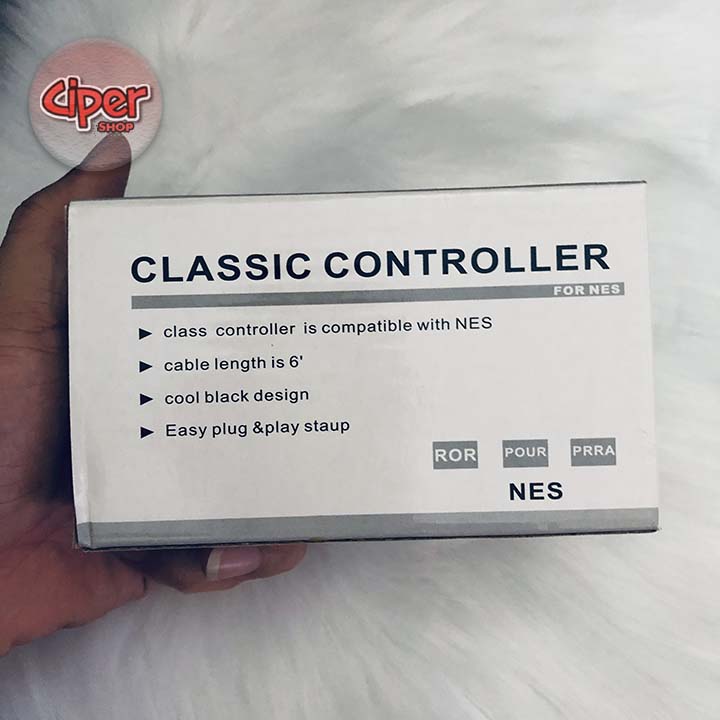 Ciper
SHOP
CLASSIC CONTROLLER
FOR NES
▶ class controller is compatible with NES
▶ cable length is 6'
▶ cool black design
▶ Easy plug &play staup
ROR POUR PRRA
NES